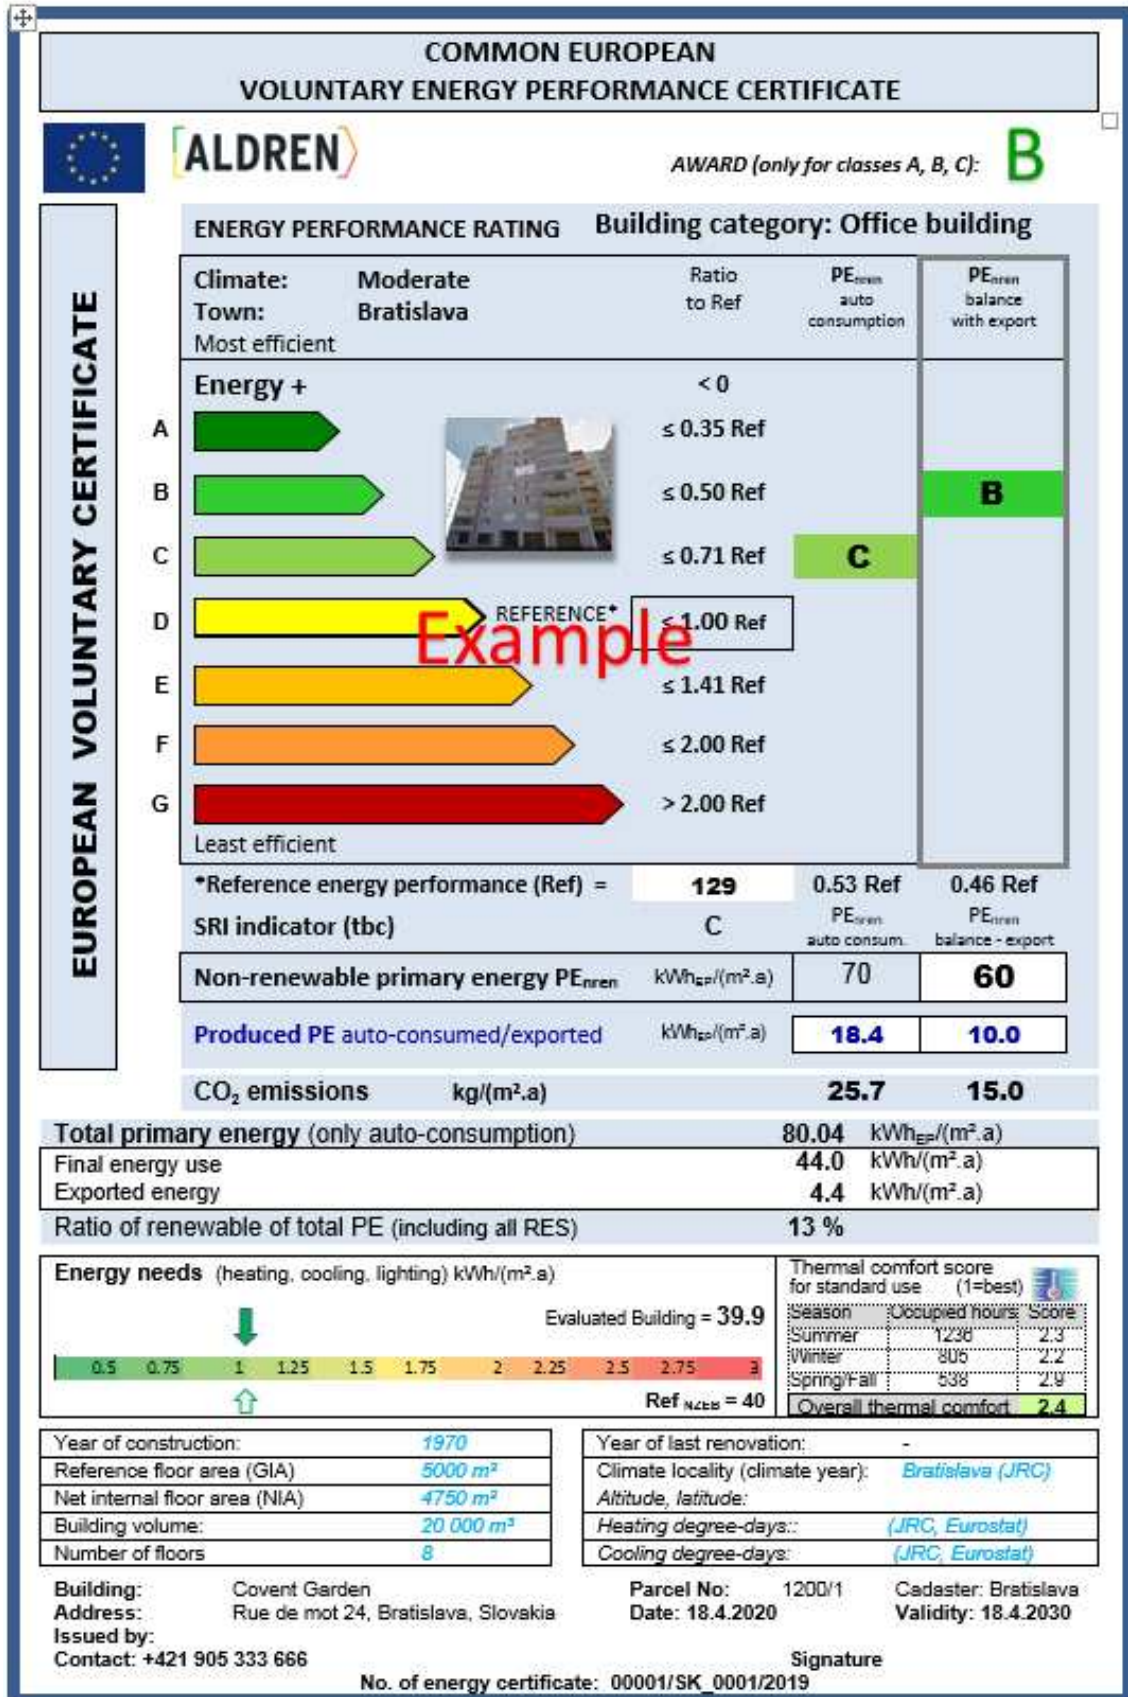 COMMON EUROPEAN
VOLUNTARY ENERGY PERFORMANCE CERTIFICATE
ALDREN
AWARD (only for classes A, B, C): B
EUROPEAN VOLUNTARY CERTIFICATE
ENERGY PERFORMANCE RATING Building category: Office building
Climate: Moderate
Town: Bratislava
Most efficient
Ratio
to Ref
PEnren
auto
consumption
PEnren
balance
with export
Energy + < 0
A ≤ 0.35 Ref
B ≤ 0.50 Ref B
C ≤ 0.71 Ref C
D REFERENCE* ≤ 1.00 Ref
Example
E ≤ 1.41 Ref
F ≤ 2.00 Ref
G > 2.00 Ref
Least efficient
*Reference energy performance (Ref) = 129 0.53 Ref 0.46 Ref
SRI indicator (tbc) C
PEnren
auto consum.
PEnren
balance - export
Non-renewable primary energy PEnren kWhEP/(m².a) 70 60
Produced PE auto-consumed/exported kWhEP/(m².a) 18.4 10.0
CO₂ emissions kg/(m².a) 25.7 15.0
Total primary energy (only auto-consumption) 80.04 kWhEP/(m².a)
Final energy use 44.0 kWh/(m².a)
Exported energy 4.4 kWh/(m².a)
Ratio of renewable of total PE (including all RES) 13 %
Energy needs (heating, cooling, lighting) kWh/(m².a)
Evaluated Building = 39.9
0.5 0.75 1 1.25 1.5 1.75 2 2.25 2.5 2.75 3
Ref NZEB = 40
Thermal comfort score
for standard use (1=best)
Season Occupied hours Score
Summer 1236 2.3
Winter 805 2.2
Spring/Fall 538 2.9
Overall thermal comfort 2.4
Year of construction: 1970
Reference floor area (GIA) 5000 m²
Net internal floor area (NIA) 4750 m²
Building volume: 20 000 m³
Number of floors 8
Year of last renovation: -
Climate locality (climate year): Bratislava (JRC)
Altitude, latitude:
Heating degree-days:: (JRC, Eurostat)
Cooling degree-days: (JRC, Eurostat)
Building: Covent Garden Parcel No: 1200/1 Cadaster: Bratislava
Address: Rue de mot 24, Bratislava, Slovakia Date: 18.4.2020 Validity: 18.4.2030
Issued by:
Contact: +421 905 333 666 Signature
No. of energy certificate: 00001/SK_0001/2019